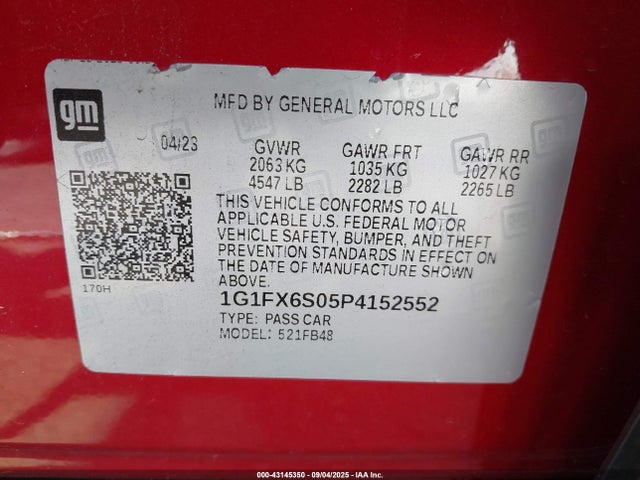 gm
MFD BY GENERAL MOTORS LLC
04/23
GVWR GAWR FRT GAWR RR
2063 KG 1035 KG 1027 KG
4547 LB 2282 LB 2265 LB
THIS VEHICLE CONFORMS TO ALL
APPLICABLE U.S. FEDERAL MOTOR
VEHICLE SAFETY, BUMPER, AND THEFT
PREVENTION STANDARDS IN EFFECT ON
THE DATE OF MANUFACTURE SHOWN
ABOVE.
170H
1G1FX6S05P4152552
TYPE: PASS CAR
MODEL: 521FB48
000-43145350 - 09/04/2025 - IAA Inc.